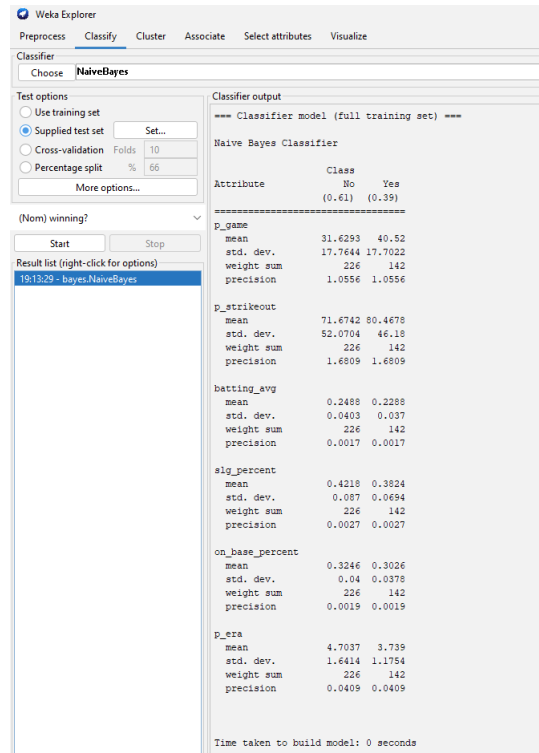 Weka Explorer
Preprocess Classify Cluster Associate Select attributes Visualize
Classifier
Choose NaiveBayes
Test options
Use training set
Supplied test set Set...
Cross-validation Folds 10
Percentage split % 66
More options...
(Nom) winning?
Start Stop
Result list (right-click for options)
19:13:29 - bayes.NaiveBayes
Classifier output
=== Classifier model (full training set) ===
Naive Bayes Classifier
Class
Attribute No Yes
(0.61) (0.39)
==================================
p_game
mean 31.6293 40.52
std. dev. 17.7644 17.7022
weight sum 226 142
precision 1.0556 1.0556
p_strikeout
mean 71.6742 80.4678
std. dev. 52.0704 46.18
weight sum 226 142
precision 1.6809 1.6809
batting_avg
mean 0.2488 0.2288
std. dev. 0.0403 0.037
weight sum 226 142
precision 0.0017 0.0017
slg_percent
mean 0.4218 0.3824
std. dev. 0.087 0.0694
weight sum 226 142
precision 0.0027 0.0027
on_base_percent
mean 0.3246 0.3026
std. dev. 0.04 0.0378
weight sum 226 142
precision 0.0019 0.0019
p_era
mean 4.7037 3.739
std. dev. 1.6414 1.1754
weight sum 226 142
precision 0.0409 0.0409
Time taken to build model: 0 seconds